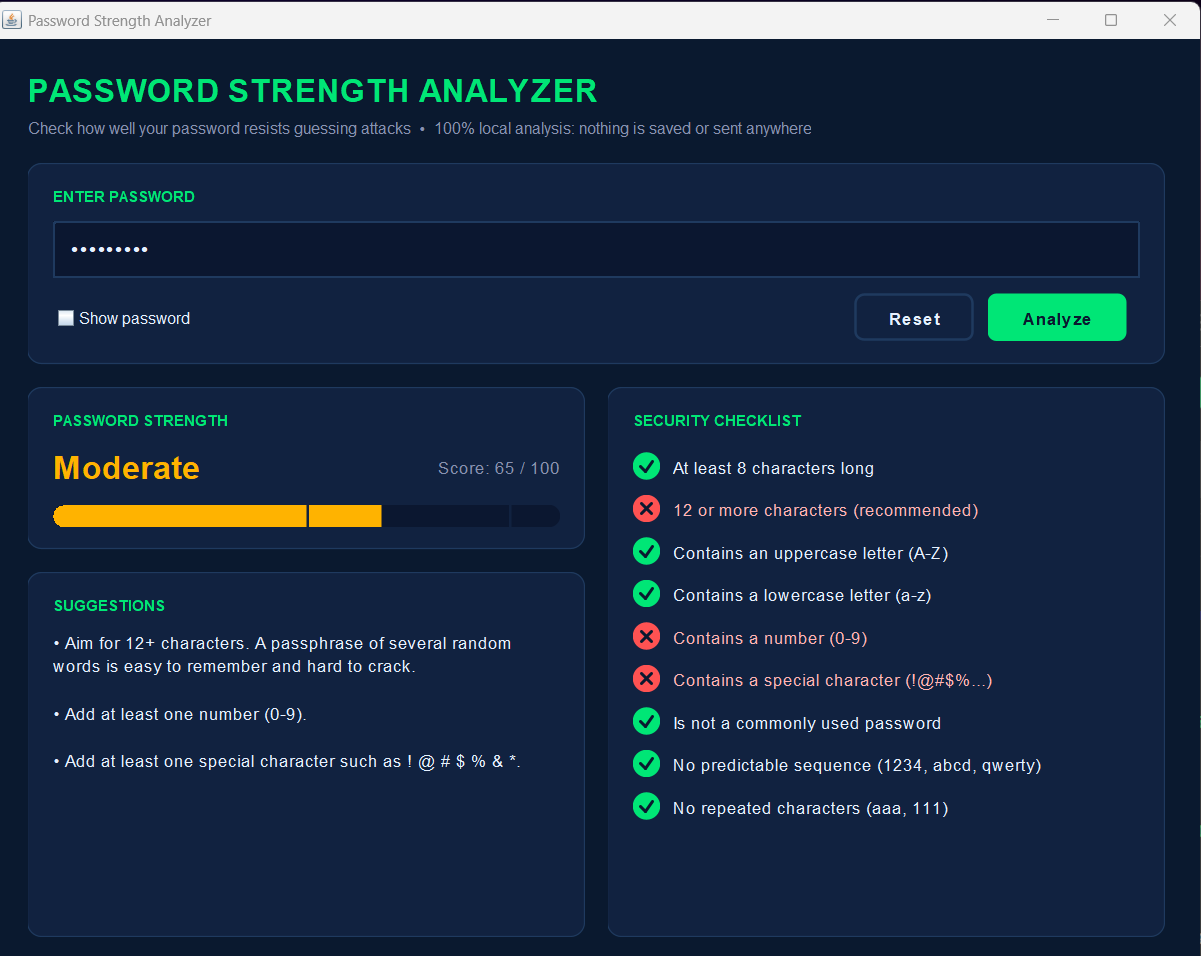 Password Strength Analyzer
PASSWORD STRENGTH ANALYZER
Check how well your password resists guessing attacks • 100% local analysis: nothing is saved or sent anywhere
ENTER PASSWORD
•••••••••
Show password
Reset
Analyze
PASSWORD STRENGTH
Moderate
Score: 65 / 100
SUGGESTIONS
• Aim for 12+ characters. A passphrase of several random
words is easy to remember and hard to crack.
• Add at least one number (0-9).
• Add at least one special character such as ! @ # $ % & *.
SECURITY CHECKLIST
At least 8 characters long
12 or more characters (recommended)
Contains an uppercase letter (A-Z)
Contains a lowercase letter (a-z)
Contains a number (0-9)
Contains a special character (!@#$%...)
Is not a commonly used password
No predictable sequence (1234, abcd, qwerty)
No repeated characters (aaa, 111)